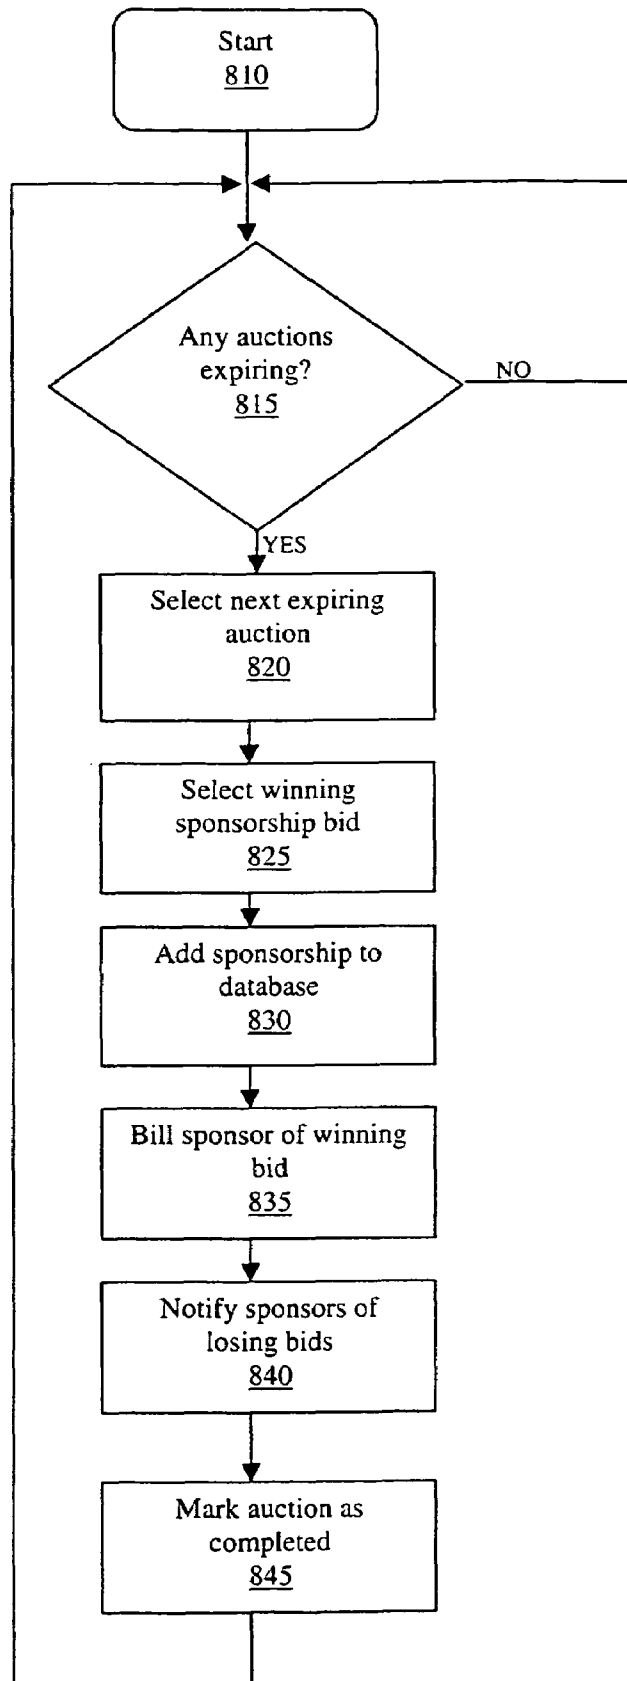 Start
810
Any auctions
expiring?
815
NO
YES
Select next expiring
auction
820
Select winning
sponsorship bid
825
Add sponsorship to
database
830
Bill sponsor of winning
bid
835
Notify sponsors of
losing bids
840
Mark auction as
completed
845